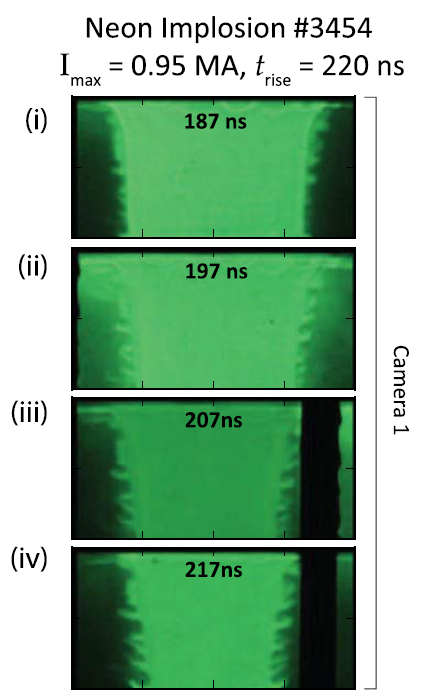 Neon Implosion #3454
Imax = 0.95 MA, trise = 220 ns
(i)
187 ns
(ii)
197 ns
(iii)
207ns
(iv)
217ns
Camera 1